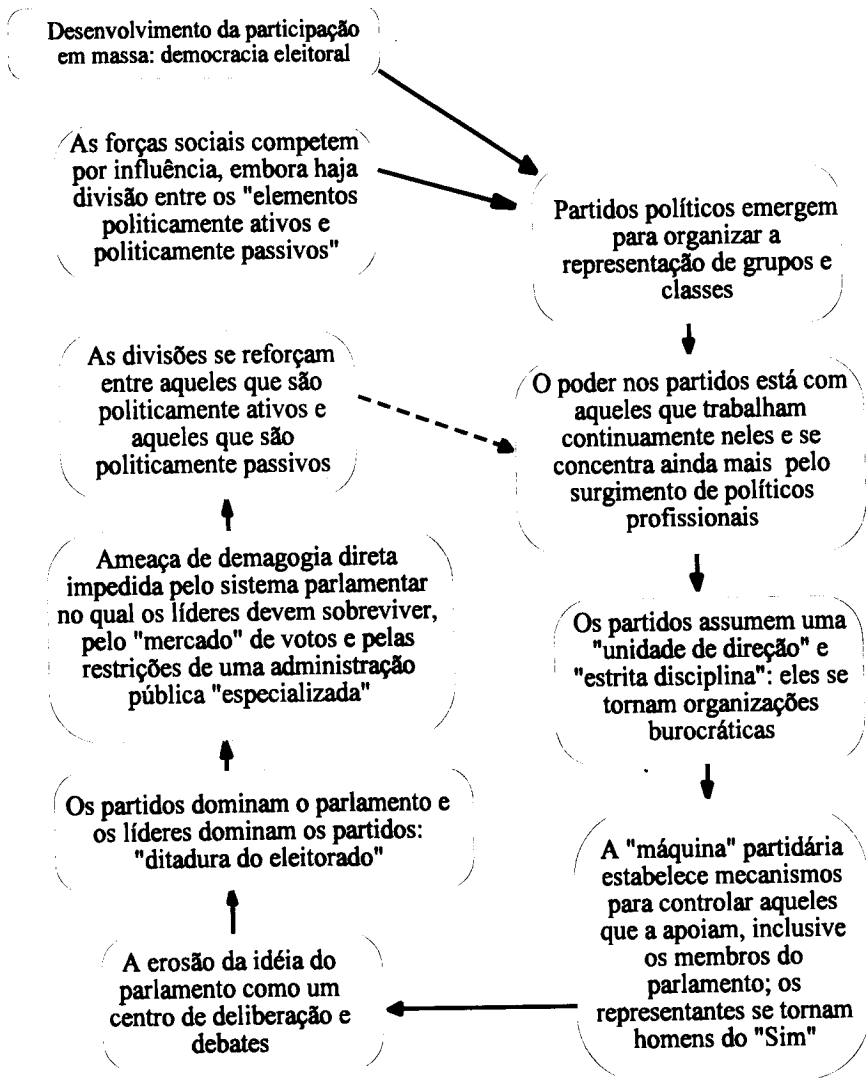 Desenvolvimento da participação
em massa: democracia eleitoral
As forças sociais competem
por influência, embora haja
divisão entre os "elementos
politicamente ativos e
politicamente passivos"
Partidos políticos emergem
para organizar a
representação de grupos e
classes
O poder nos partidos está com
aqueles que trabalham
continuamente neles e se
concentra ainda mais pelo
surgimento de políticos
profissionais
Os partidos assumem uma
"unidade de direção" e
"estrita disciplina": eles se
tornam organizações
burocráticas
A "máquina" partidária
estabelece mecanismos
para controlar aqueles
que a apoiam, inclusive
os membros do
parlamento; os
representantes se tornam
homens do "Sim"
A erosão da idéia do
parlamento como um
centro de deliberação e
debates
Os partidos dominam o parlamento e
os líderes dominam os partidos:
"ditadura do eleitorado"
Ameaça de demagogia direta
impedida pelo sistema parlamentar
no qual os líderes devem sobreviver,
pelo "mercado" de votos e pelas
restrições de uma administração
pública "especializada"
As divisões se reforçam
entre aqueles que são
politicamente ativos e
aqueles que são
politicamente passivos